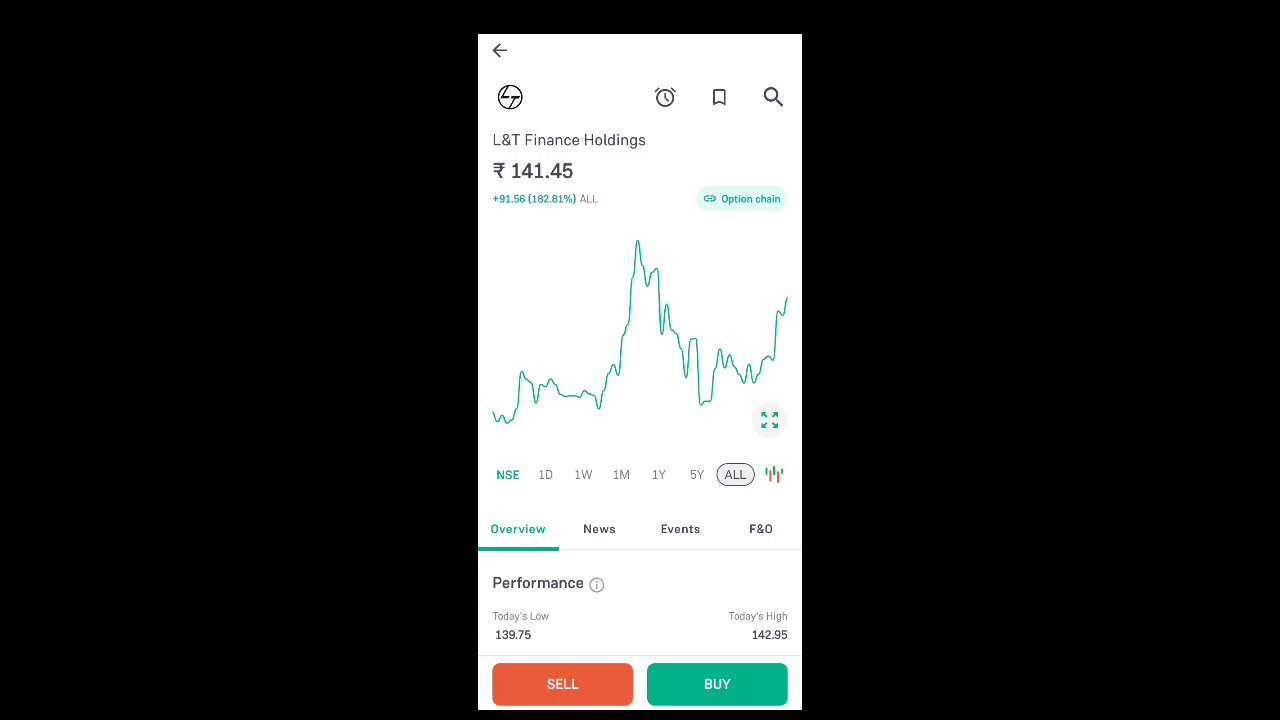 L&T Finance Holdings
₹ 141.45
+91.56 (182.81%) ALL
Option chain
NSE 1D 1W 1M 1Y 5Y ALL
Overview News Events F&O
Performance
Today's Low Today's High
139.75 142.95
SELL BUY